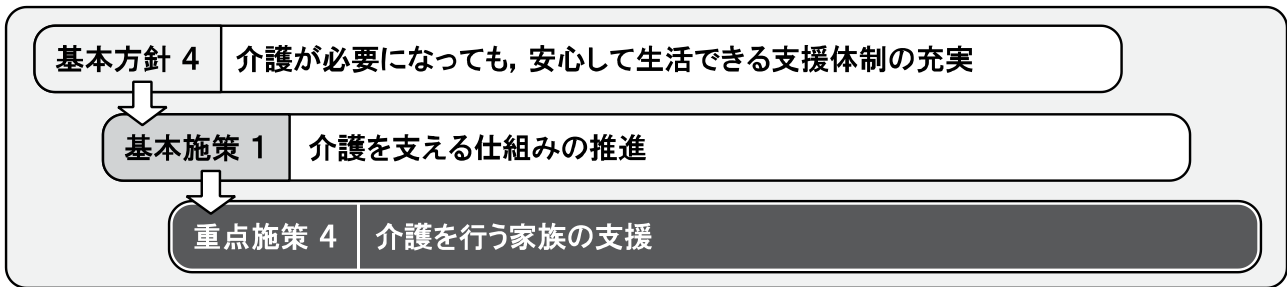 基本方針 4 介護が必要になっても，安心して生活できる支援体制の充実
基本施策 1 介護を支える仕組みの推進
重点施策 4 介護を行う家族の支援